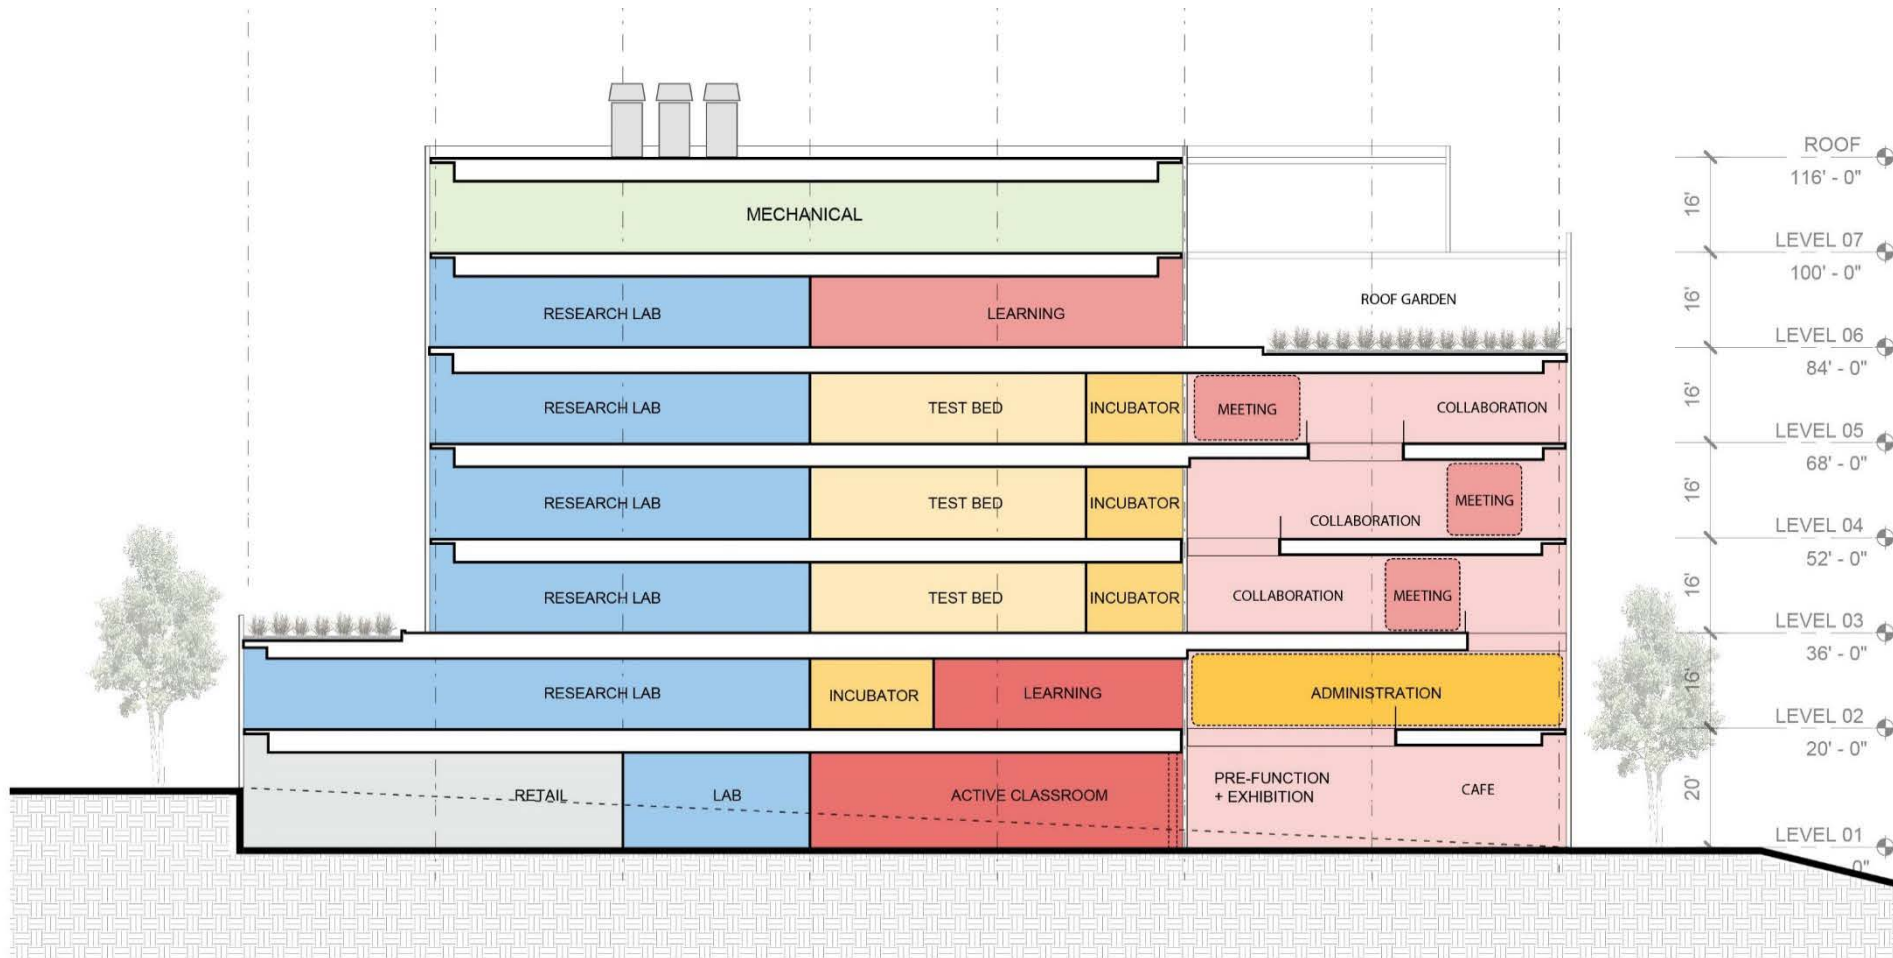 ROOF
116' - 0"
16'
MECHANICAL
LEVEL 07
100' - 0"
16'
RESEARCH LAB
LEARNING
ROOF GARDEN
LEVEL 06
84' - 0"
16'
RESEARCH LAB
TEST BED
INCUBATOR
MEETING
COLLABORATION
LEVEL 05
68' - 0"
16'
RESEARCH LAB
TEST BED
INCUBATOR
COLLABORATION
MEETING
LEVEL 04
52' - 0"
16'
RESEARCH LAB
TEST BED
INCUBATOR
COLLABORATION
MEETING
LEVEL 03
36' - 0"
16'
RESEARCH LAB
INCUBATOR
LEARNING
ADMINISTRATION
LEVEL 02
20' - 0"
20'
RETAIL
LAB
ACTIVE CLASSROOM
PRE-FUNCTION
+ EXHIBITION
CAFE
LEVEL 01
0"